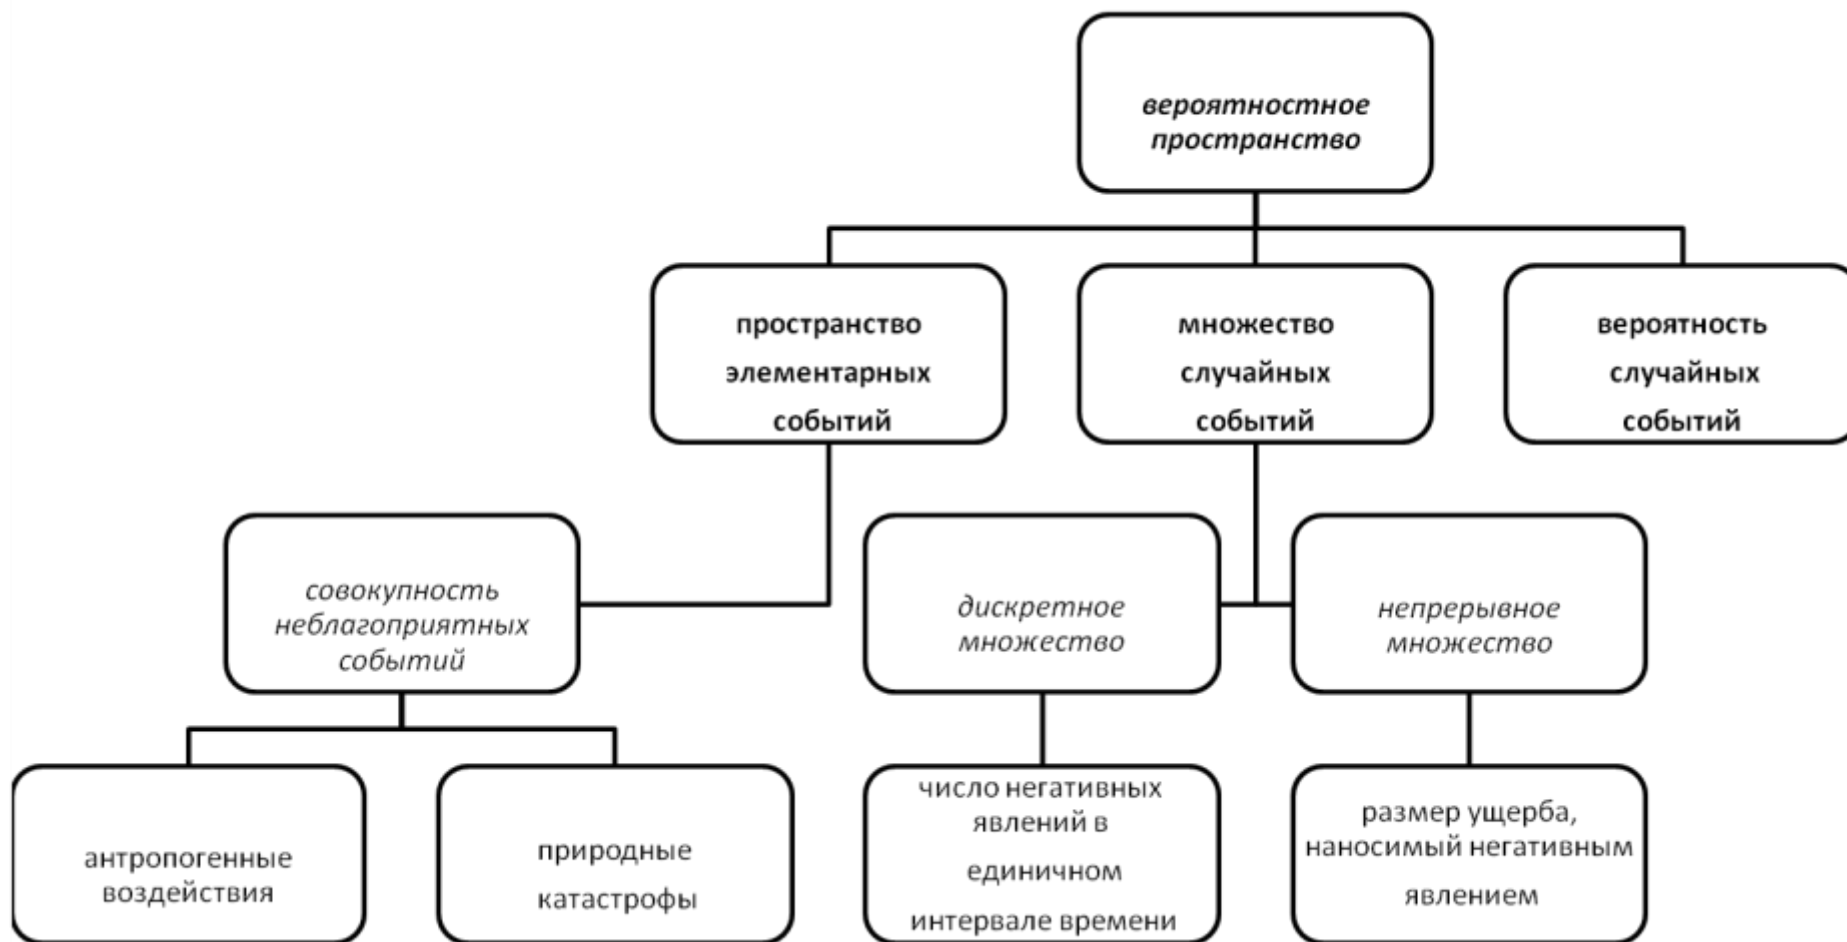 вероятностное
пространство
пространство
элементарных
событий
множество
случайных
событий
вероятность
случайных
событий
совокупность
неблагоприятных
событий
дискретное
множество
непрерывное
множество
антропогенные
воздействия
природные
катастрофы
число негативных
явлений в
единичном
интервале времени
размер ущерба,
наносимый негативным
явлением